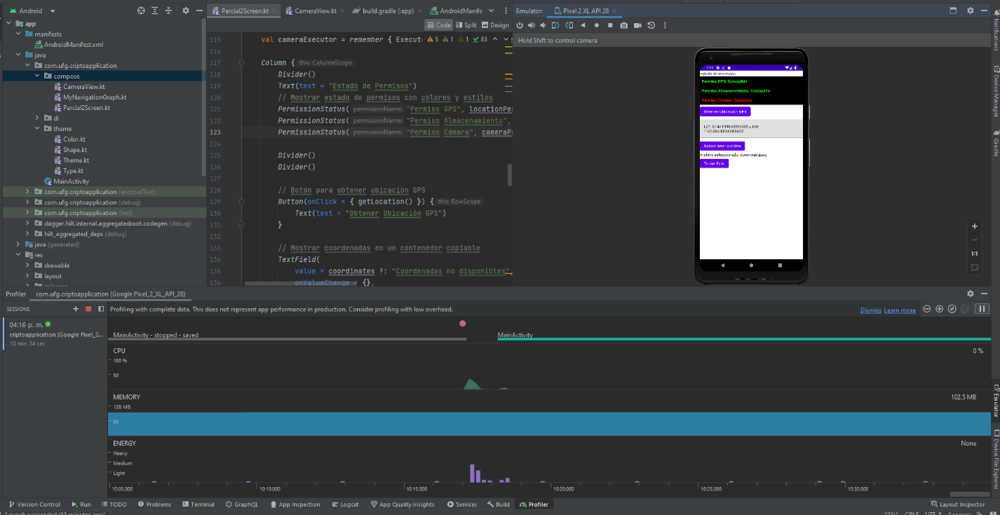 Android
Parcial2Screen.kt
CameraView.kt
build.gradle (:app)
AndroidManife
Emulator:
Pixel 2 XL API 28
Code
Split
Design
Hold Shift to control camera
app
manifests
AndroidManifest.xml
java
com.ufg.criptoapplication
compose
CameraView.kt
MyNavigationGraph.kt
Parcial2Screen.kt
di
theme
Color.kt
Shape.kt
Theme.kt
Type.kt
MainActivity
com.ufg.criptoapplication (androidTest)
com.ufg.criptoapplication (debug)
com.ufg.criptoapplication (test)
dagger.hilt.internal.aggregatedroot.codegen (debug)
hilt_aggregated_deps (debug)
java (generated)
res
drawable
layout
115 val cameraExecutor = remember { Execut 5 1 1 83
116
117 Column { this: ColumnScope
118 Divider()
119 Text(text = "Estado de Permisos")
120 // Mostrar estado de permisos con colores y estilos
121 PermissionStatus( permissionName: "Permiso GPS", locationPer
122 PermissionStatus( permissionName: "Permiso Almacenamiento",
123 PermissionStatus( permissionName: "Permiso Cámara", cameraPe
124
125 Divider()
126 Divider()
127
128 // Botón para obtener ubicación GPS
129 Button(onClick = { getLocation() }) { this: RowScope
130 Text(text = "Obtener Ubicación GPS")
131 }
132
133 // Mostrar coordenadas en un contenedor copiable
134 TextField(
135 value = coordinates ?: "Coordenadas no disponibles"
136 onValueChange = {},
Estado de Permisos
Permiso GPS: Concedido
Permiso Almacenamiento: Concedido
Permiso Cámara: Denegado
Obtener Ubicación GPS
Seleccionar Archivo
Archivo seleccionado: download.jpeg
Tomar Foto
1:1
Notifications
Device Manager
Gradle
Emulator
Device File Explorer
Profiler
com.ufg.criptoapplication (Google Pixel_2_XL_API_28)
SESSIONS
Profiling with complete data. This does not represent app performance in production. Consider profiling with low overhead.
Dismiss
Learn more
04:16 p. m.
criptoapplication (Google Pixel_2...
10 min 34 sec
MainActivity - stopped - saved
MainActivity
CPU
0 %
100 %
50
MEMORY
102.5 MB
128 MB
64
ENERGY
None
Heavy
Medium
Light
10:05.000
10:10.000
10:15.000
10:20.000
10:25.000
10:30.000
Version Control
Run
TODO
Problems
Terminal
GraphQL
App Inspection
Logcat
App Quality Insights
Services
Build
Profiler
Layout Inspector
Launch succeeded (11 minutes ago)
123:1 CRLF UTF-8 4 spaces